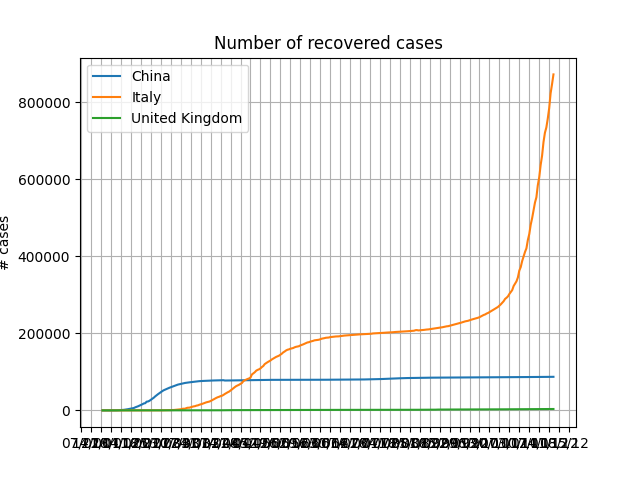 Number of recovered cases
China
Italy
United Kingdom
800000
600000
400000
200000
0
# cases